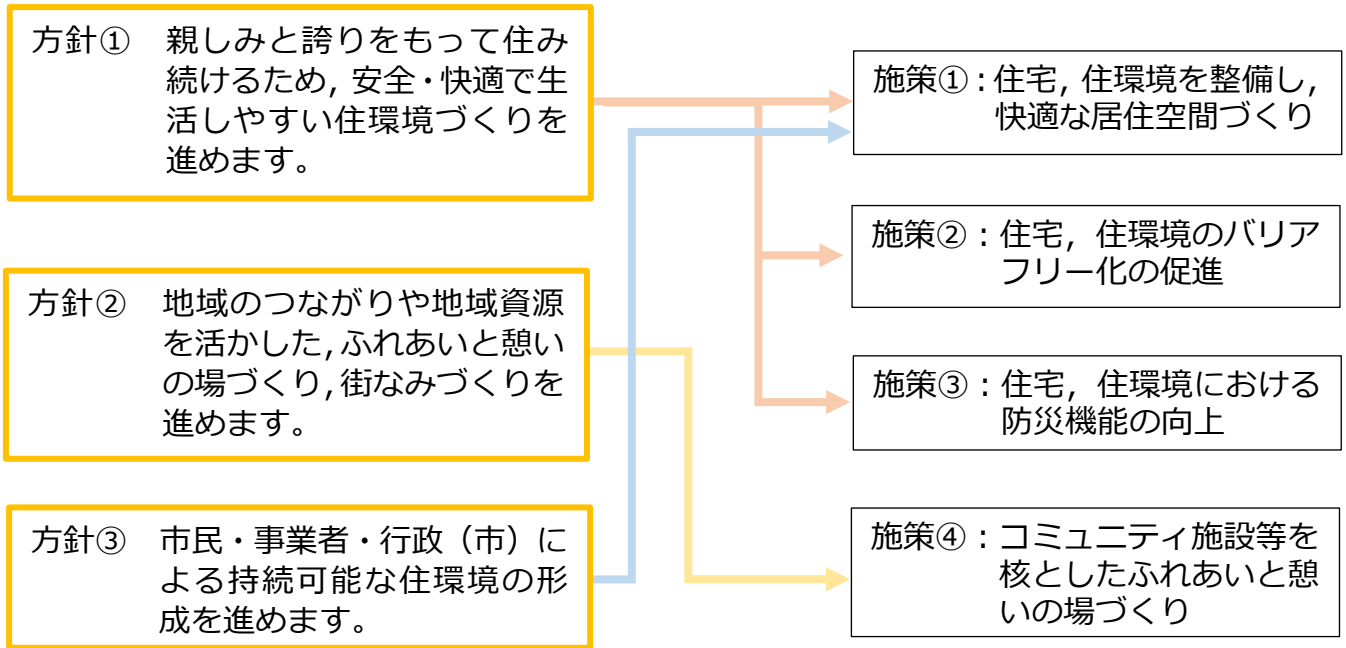 方針① 親しみと誇りをもって住み
続けるため，安全・快適で生
活しやすい住環境づくりを
進めます。
方針② 地域のつながりや地域資源
を活かした，ふれあいと憩い
の場づくり，街なみづくりを
進めます。
方針③ 市民・事業者・行政（市）に
よる持続可能な住環境の形
成を進めます。
施策①：住宅，住環境を整備し，
快適な居住空間づくり
施策②：住宅，住環境のバリア
フリー化の促進
施策③：住宅，住環境における
防災機能の向上
施策④：コミュニティ施設等を
核としたふれあいと憩
いの場づくり